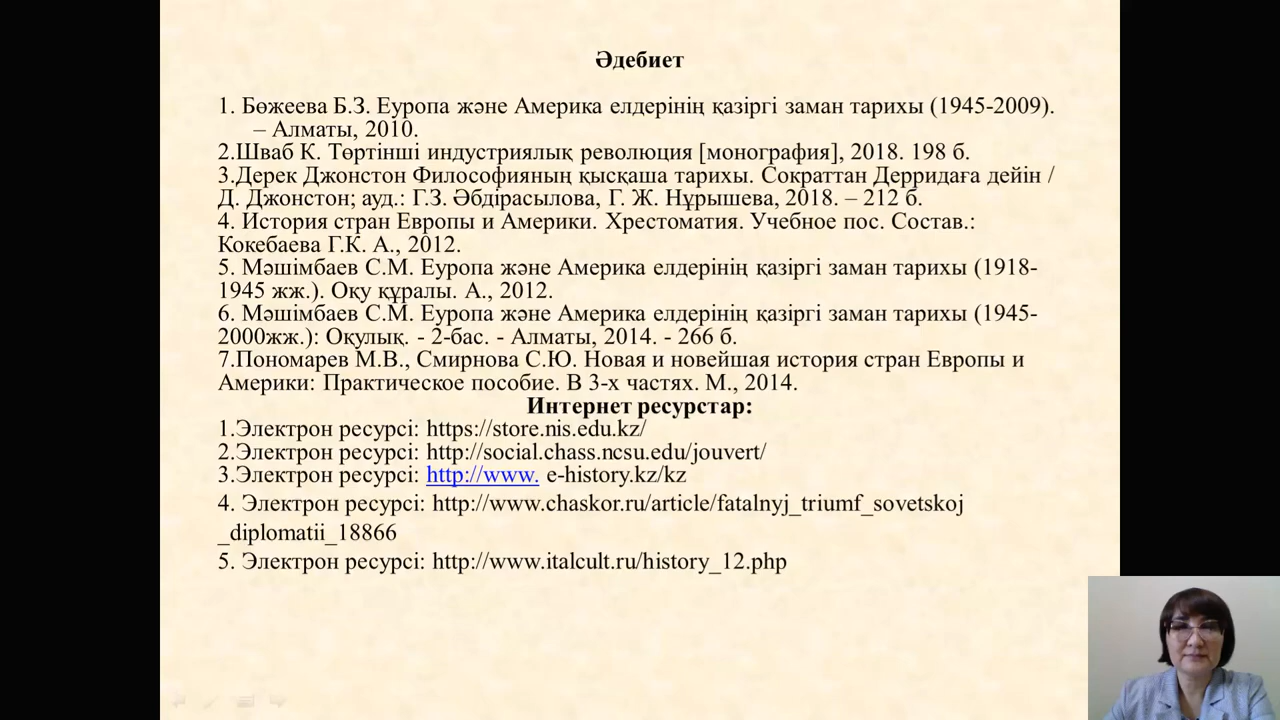 Әдебиет
1. Бөжеева Б.З. Еуропа және Америка елдерінің қазіргі заман тарихы (1945-2009).
– Алматы, 2010.
2.Шваб К. Төртінші индустриялық революция [монография], 2018. 198 б.
3.Дерек Джонстон Философияның қысқаша тарихы. Сократтан Дерридаға дейін /
Д. Джонстон; ауд.: Г.З. Әбдірасылова, Г. Ж. Нұрышева, 2018. – 212 б.
4. История стран Европы и Америки. Хрестоматия. Учебное пос. Состав.:
Кокебаева Г.К. А., 2012.
5. Мәшімбаев С.М. Еуропа және Америка елдерінің қазіргі заман тарихы (1918-
1945 жж.). Оқу құралы. А., 2012.
6. Мәшімбаев С.М. Еуропа және Америка елдерінің қазіргі заман тарихы (1945-
2000жж.): Оқулық. - 2-бас. - Алматы, 2014. - 266 б.
7.Пономарев М.В., Смирнова С.Ю. Новая и новейшая история стран Европы и
Америки: Практическое пособие. В 3-х частях. М., 2014.
Интернет ресурстар:
1.Электрон ресурсі: https://store.nis.edu.kz/
2.Электрон ресурсі: http://social.chass.ncsu.edu/jouvert/
3.Электрон ресурсі: http://www. e-history.kz/kz
4. Электрон ресурсі: http://www.chaskor.ru/article/fatalnyj_triumf_sovetskoj
_diplomatii_18866
5. Электрон ресурсі: http://www.italcult.ru/history_12.php